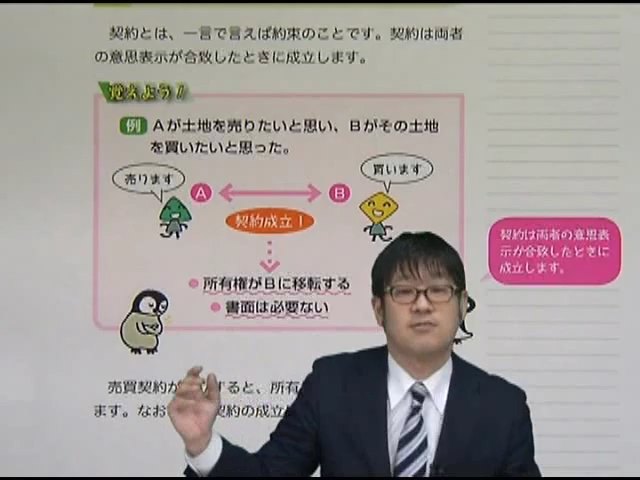 契約とは、一言で言えば約束のことです。契約は両者
の意思表示が合致したときに成立します。
覚えよう!
例 Aが土地を売りたいと思い、Bがその土地
を買いたいと思った。
売ります
買います
A
B
契約成立!
所有権がBに移転する
書面は必要ない
契約は両者の意思表
示が合致したときに
成立します。
売買契約が
すると、所有
ます。なお
契約の成立